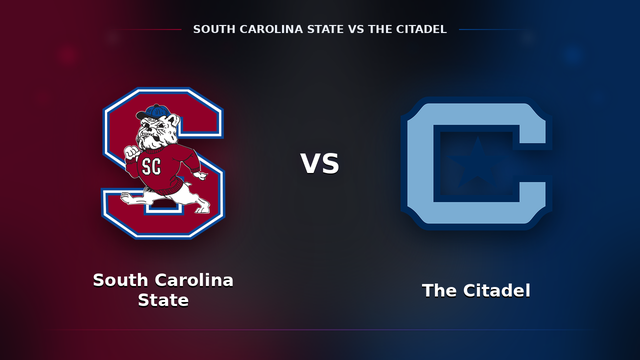 SOUTH CAROLINA STATE VS THE CITADEL
SC
VS
South Carolina
State
The Citadel